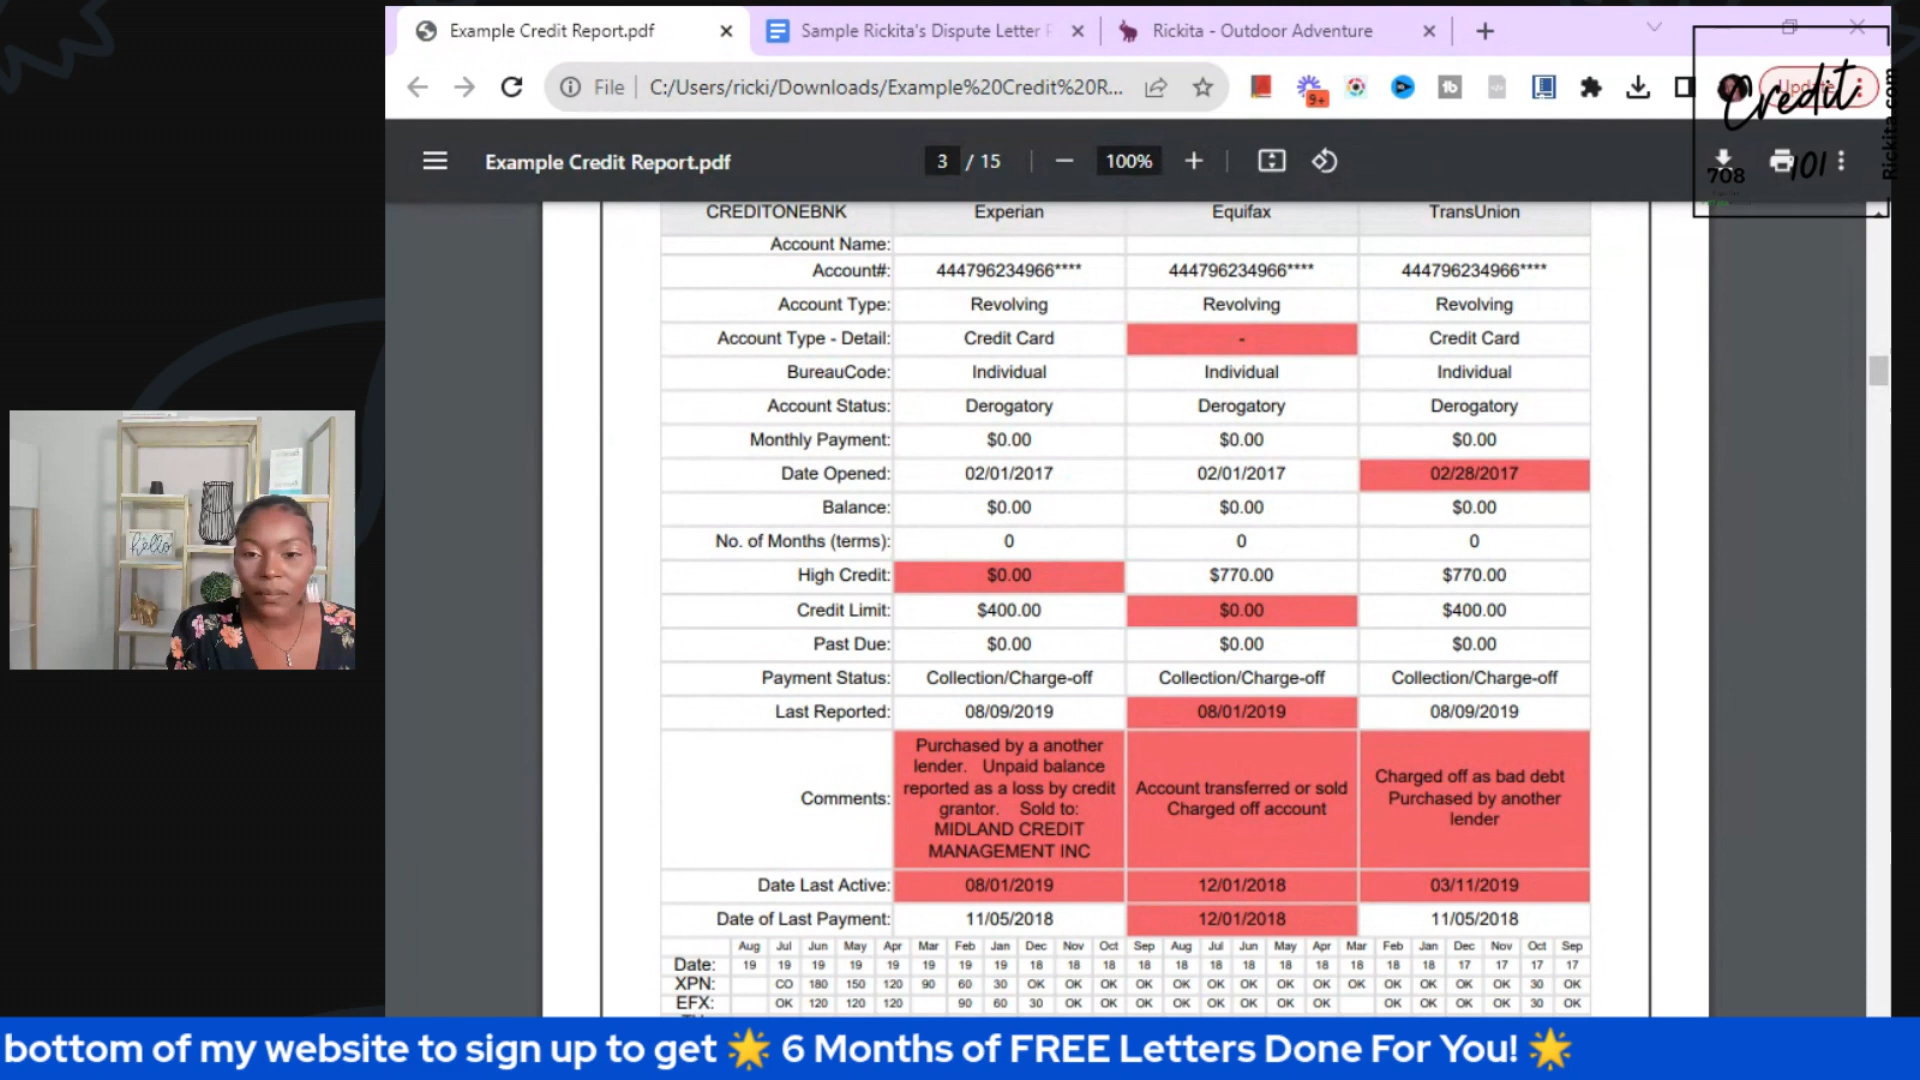 Example Credit Report.pdf
Sample Rickita's Dispute Letter
Rickita - Outdoor Adventure
File
C:/Users/ricki/Downloads/Example%20Credit%20R...
9+
tb
Credit
101
Rickita.com
708
Example Credit Report.pdf
3 / 15
100%
CREDITONEBNK Experian Equifax TransUnion
Account Name:
Account#: 444796234966**** 444796234966**** 444796234966****
Account Type: Revolving Revolving Revolving
Account Type - Detail: Credit Card - Credit Card
BureauCode: Individual Individual Individual
Account Status: Derogatory Derogatory Derogatory
Monthly Payment: $0.00 $0.00 $0.00
Date Opened: 02/01/2017 02/01/2017 02/28/2017
Balance: $0.00 $0.00 $0.00
No. of Months (terms): 0 0 0
High Credit: $0.00 $770.00 $770.00
Credit Limit: $400.00 $0.00 $400.00
Past Due: $0.00 $0.00 $0.00
Payment Status: Collection/Charge-off Collection/Charge-off Collection/Charge-off
Last Reported: 08/09/2019 08/01/2019 08/09/2019
Comments:
Purchased by a another
lender. Unpaid balance
reported as a loss by credit
grantor. Sold to:
MIDLAND CREDIT
MANAGEMENT INC
Account transferred or sold
Charged off account
Charged off as bad debt
Purchased by another
lender
Date Last Active: 08/01/2019 12/01/2018 03/11/2019
Date of Last Payment: 11/05/2018 12/01/2018 11/05/2018
Aug Jul Jun May Apr Mar Feb Jan Dec Nov Oct Sep Aug Jul Jun May Apr Mar Feb Jan Dec Nov Oct Sep
Date: 19 19 19 19 19 19 19 19 18 18 18 18 18 18 18 18 18 18 18 18 17 17 17 17
XPN: CO 180 150 120 90 60 30 OK OK OK OK OK OK OK OK OK OK OK OK OK OK 30 OK
EFX: OK 120 120 120 90 60 30 OK OK OK OK OK OK OK OK OK OK OK OK 30 OK
hello
bottom of my website to sign up to get 🌟 6 Months of FREE Letters Done For You! 🌟